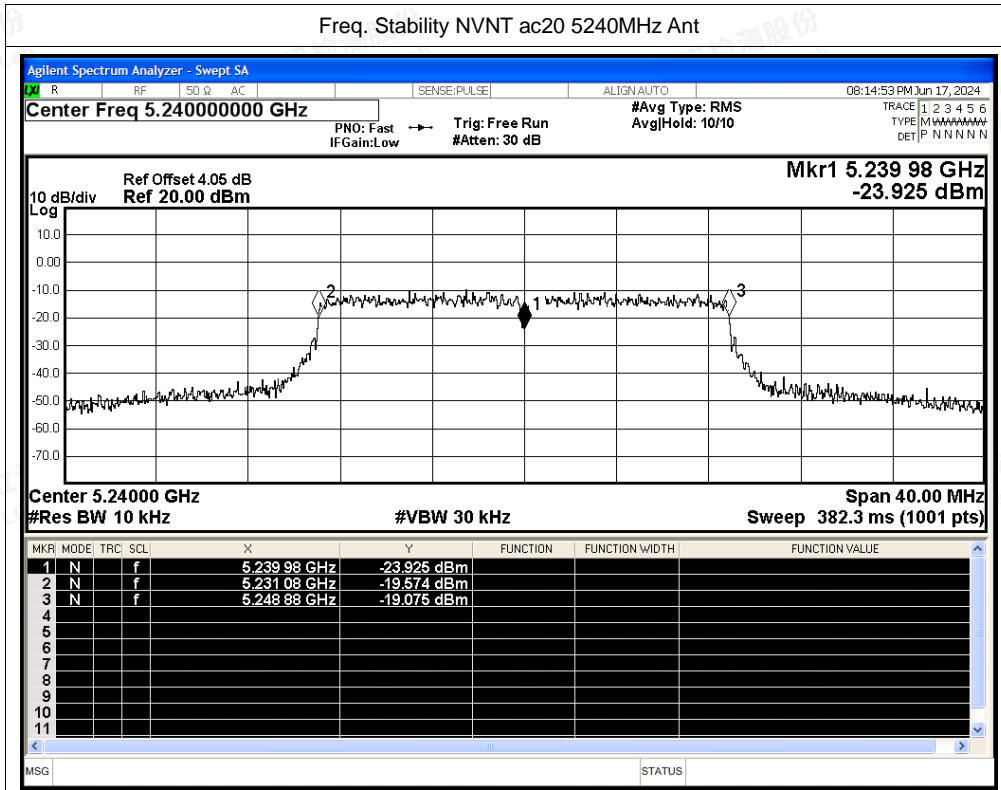 Freq. Stability NVNT ac20 5240MHz Ant
Agilent Spectrum Analyzer - Swept SA
LXI R RF 50 Ω AC SENSE:PULSE ALIGN AUTO 08:14:53 PM Jun 17, 2024
Center Freq 5.240000000 GHz #Avg Type: RMS TRACE 1 2 3 4 5 6
PNO: Fast Trig: Free Run Avg|Hold: 10/10 TYPE M WWWWW
IFGain:Low #Atten: 30 dB DET P N N N N N
Mkr1 5.239 98 GHz
Ref Offset 4.05 dB
10 dB/div Ref 20.00 dBm -23.925 dBm
Log
10.0
0.00
-10.0
2
3
1
-20.0
-30.0
-40.0
-50.0
-60.0
-70.0
Center 5.24000 GHz Span 40.00 MHz
#Res BW 10 kHz #VBW 30 kHz Sweep 382.3 ms (1001 pts)
MKR MODE TRC SCL X Y FUNCTION FUNCTION WIDTH FUNCTION VALUE
1 N f 5.239 98 GHz -23.925 dBm
2 N f 5.231 08 GHz -19.574 dBm
3 N f 5.248 88 GHz -19.075 dBm
4
5
6
7
8
9
10
11
MSG STATUS